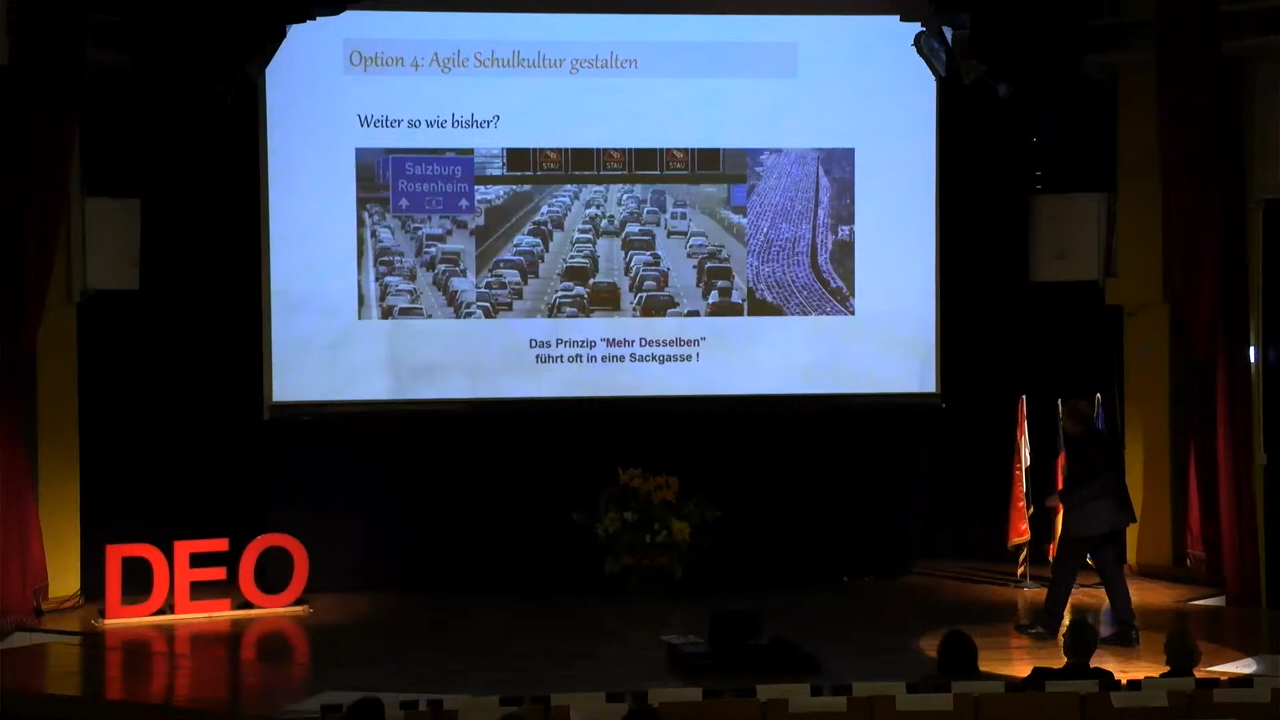 Option 4: Agile Schulkultur gestalten
Weiter so wie bisher?
Salzburg
Rosenheim
8
STAU
STAU
STAU
Das Prinzip "Mehr Desselben"
führt oft in eine Sackgasse !
DEO